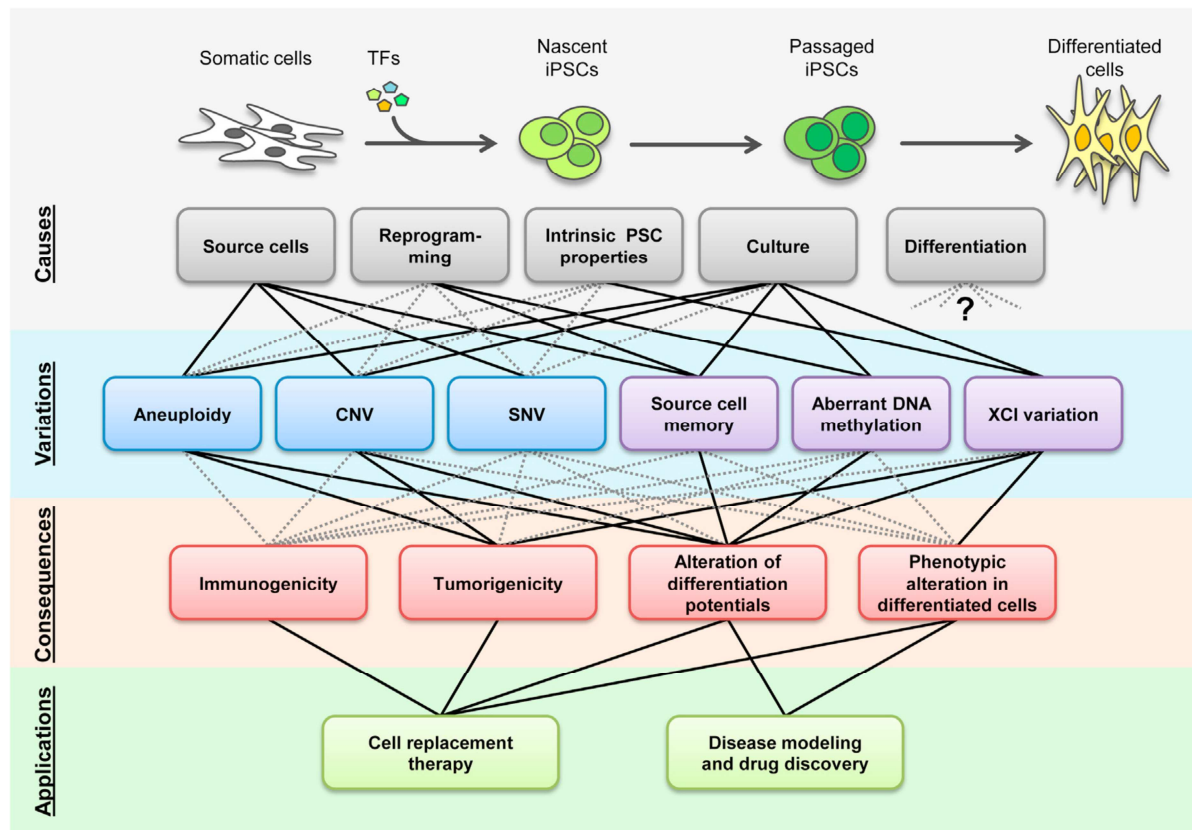 Somatic cells
TFs
Nascent
iPSCs
Passaged
iPSCs
Differentiated
cells
Causes
Source cells
Reprogram-
ming
Intrinsic PSC
properties
Culture
Differentiation
?
Variations
Aneuploidy
CNV
SNV
Source cell
memory
Aberrant DNA
methylation
XCI variation
Consequences
Immunogenicity
Tumorigenicity
Alteration of
differentiation
potentials
Phenotypic
alteration in
differentiated cells
Applications
Cell replacement
therapy
Disease modeling
and drug discovery